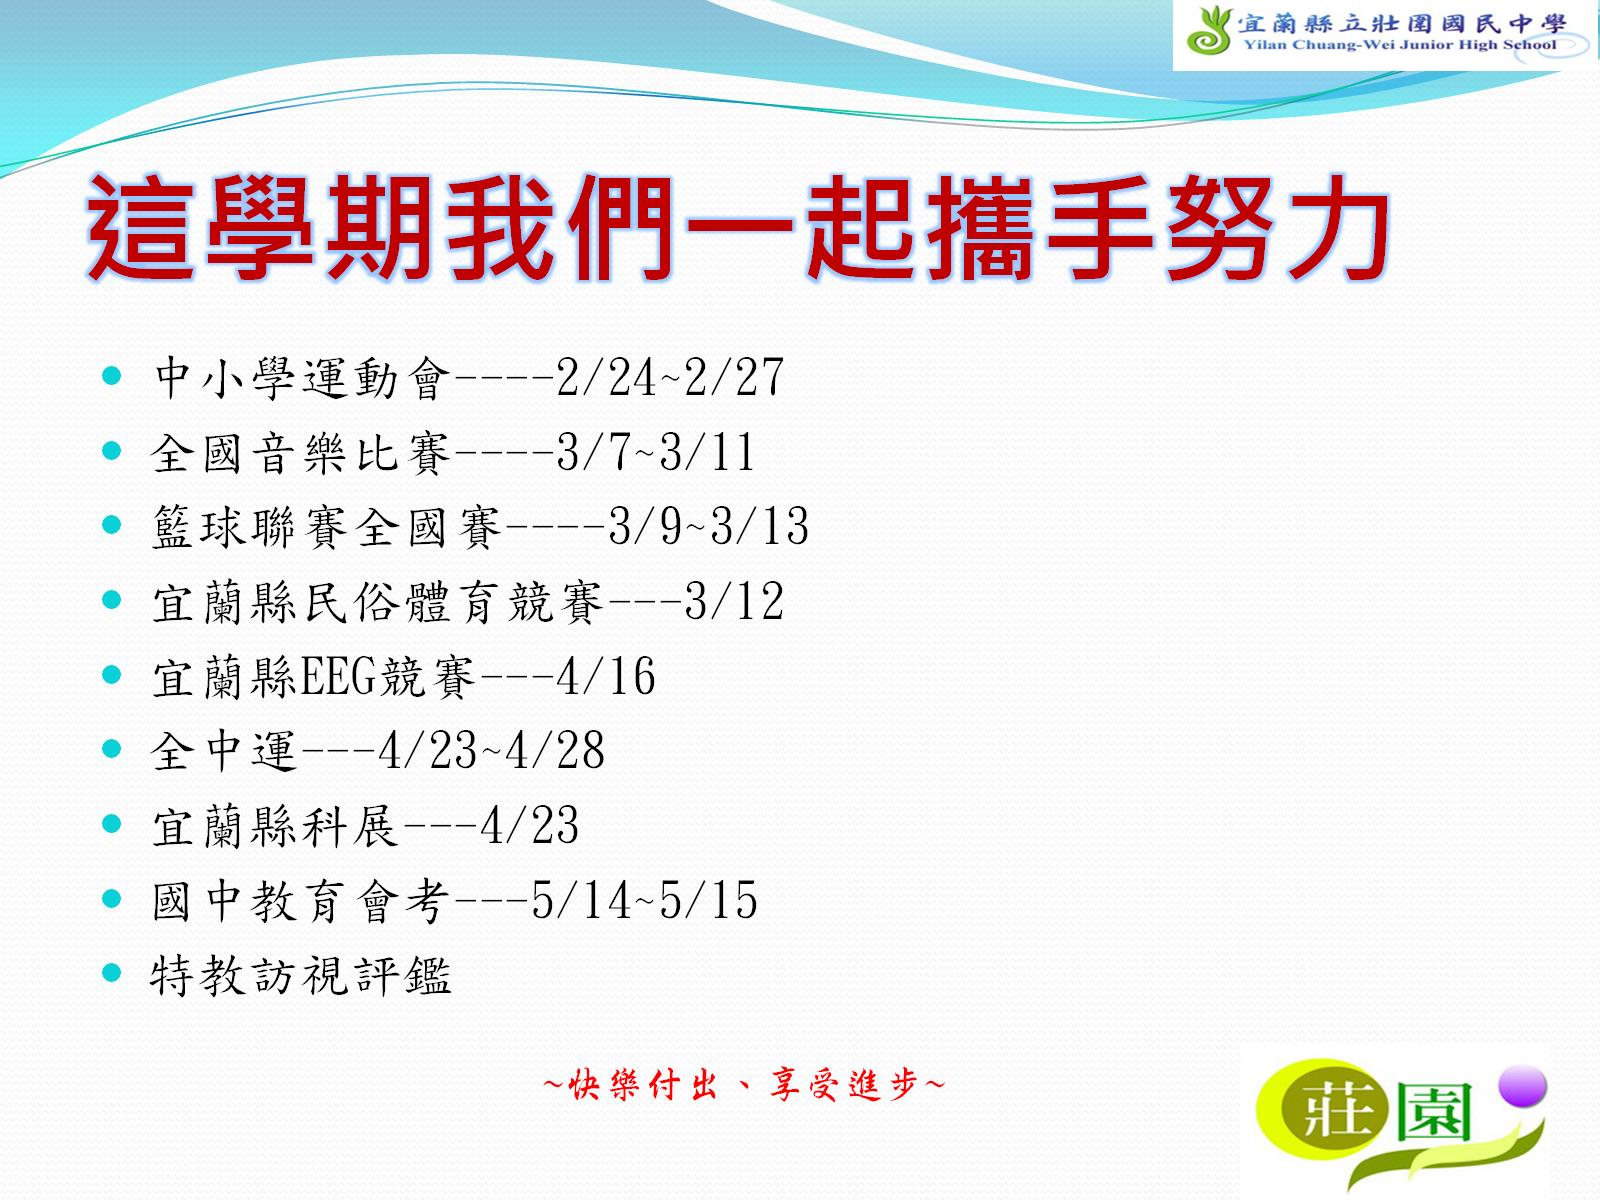 宜蘭縣立壯圍國民中學
Yilan Chuang-Wei Junior High School
這學期我們一起攜手努力
中小學運動會----2/24~2/27
全國音樂比賽----3/7~3/11
籃球聯賽全國賽----3/9~3/13
宜蘭縣民俗體育競賽---3/12
宜蘭縣EEG競賽---4/16
全中運---4/23~4/28
宜蘭縣科展---4/23
國中教育會考---5/14~5/15
特教訪視評鑑
~快樂付出、享受進步~
莊園